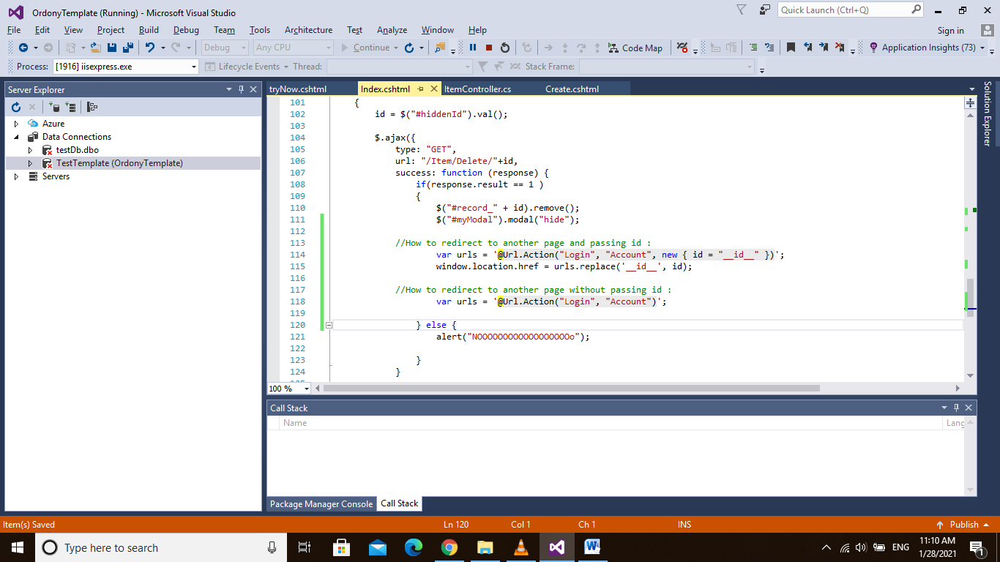 OrdonyTemplate (Running) - Microsoft Visual Studio
Quick Launch (Ctrl+Q)
File Edit View Project Build Debug Team Tools Architecture Test Analyze Window Help
Sign in
Debug Any CPU Continue Code Map Application Insights (73)
Process: [1916] iisexpress.exe Lifecycle Events Thread: Stack Frame:
Server Explorer
Azure
Data Connections
testDb.dbo
TestTemplate (OrdonyTemplate)
Servers
tryNow.cshtml Index.cshtml ItemController.cs Create.cshtml
Solution Explorer
101 {
102 id = $("#hiddenId").val();
103
104 $.ajax({
105 type: "GET",
106 url: "/Item/Delete/"+id,
107 success: function (response) {
108 if(response.result == 1 )
109 {
110 $("#record_" + id).remove();
111 $("#myModal").modal("hide");
112
113 //How to redirect to another page and passing id :
114 var urls = '@Url.Action("Login", "Account", new { id = "__id__" })';
115 window.location.href = urls.replace('__id__', id);
116
117 //How to redirect to another page without passing id :
118 var urls = '@Url.Action("Login", "Account")';
119
120 } else {
121 alert("NOOOOOOOOOOOOOOOOOOo");
122
123 }
124 }
100 %
Call Stack
Name Lang
Package Manager Console Call Stack
Item(s) Saved Ln 120 Col 1 Ch 1 INS Publish
Type here to search
ENG
11:10 AM
1/28/2021
1